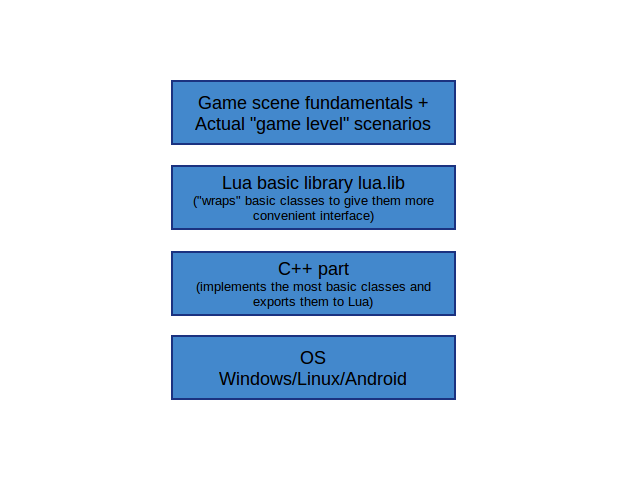 Game scene fundamentals +
Actual "game level" scenarios
Lua basic library lua.lib
("wraps" basic classes to give them more
convenient interface)
C++ part
(implements the most basic classes and
exports them to Lua)
OS
Windows/Linux/Android